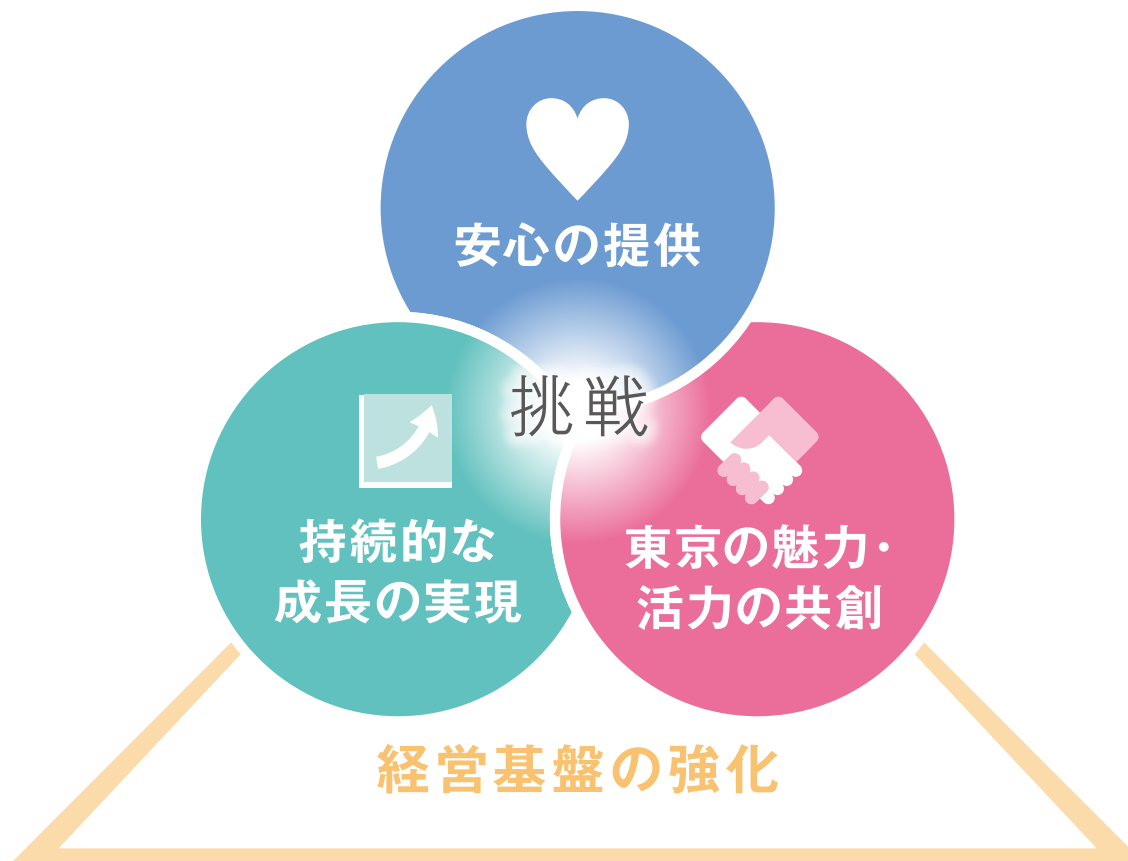 安心の提供
挑戦
持続的な
成長の実現
東京の魅力・
活力の共創
経営基盤の強化